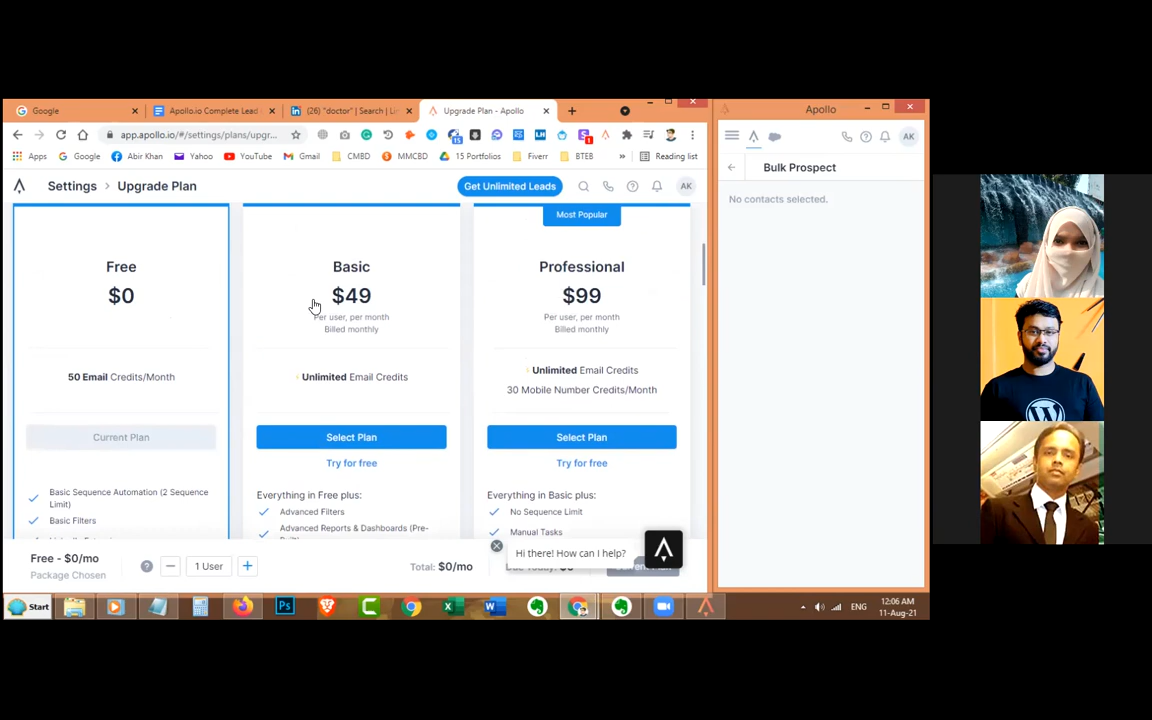 Google
Apollo.io Complete Lead
(26) "doctor" | Search | Li
Upgrade Plan - Apollo
Apollo
app.apollo.io/#/settings/plans/upgr...
15
1
Apps
Google
Abir Khan
Yahoo
YouTube
Gmail
CMBD
MMCBD
15 Portfolios
Fiverr
BTEB
»
Reading list
AK
Settings > Upgrade Plan
Get Unlimited Leads
AK
Bulk Prospect
No contacts selected.
Most Popular
Free
Basic
Professional
$0
$49
$99
Per user, per month
Billed monthly
Per user, per month
Billed monthly
50 Email Credits/Month
Unlimited Email Credits
Unlimited Email Credits
30 Mobile Number Credits/Month
Current Plan
Select Plan
Select Plan
Try for free
Try for free
Basic Sequence Automation (2 Sequence
Limit)
Basic Filters
Everything in Free plus:
Advanced Filters
Advanced Reports & Dashboards (Pre-
Everything in Basic plus:
No Sequence Limit
Manual Tasks
Hi there! How can I help?
Free - $0/mo
Package Chosen
1 User
Total: $0/mo
Start
Ps
ENG
12:06 AM
11-Aug-21